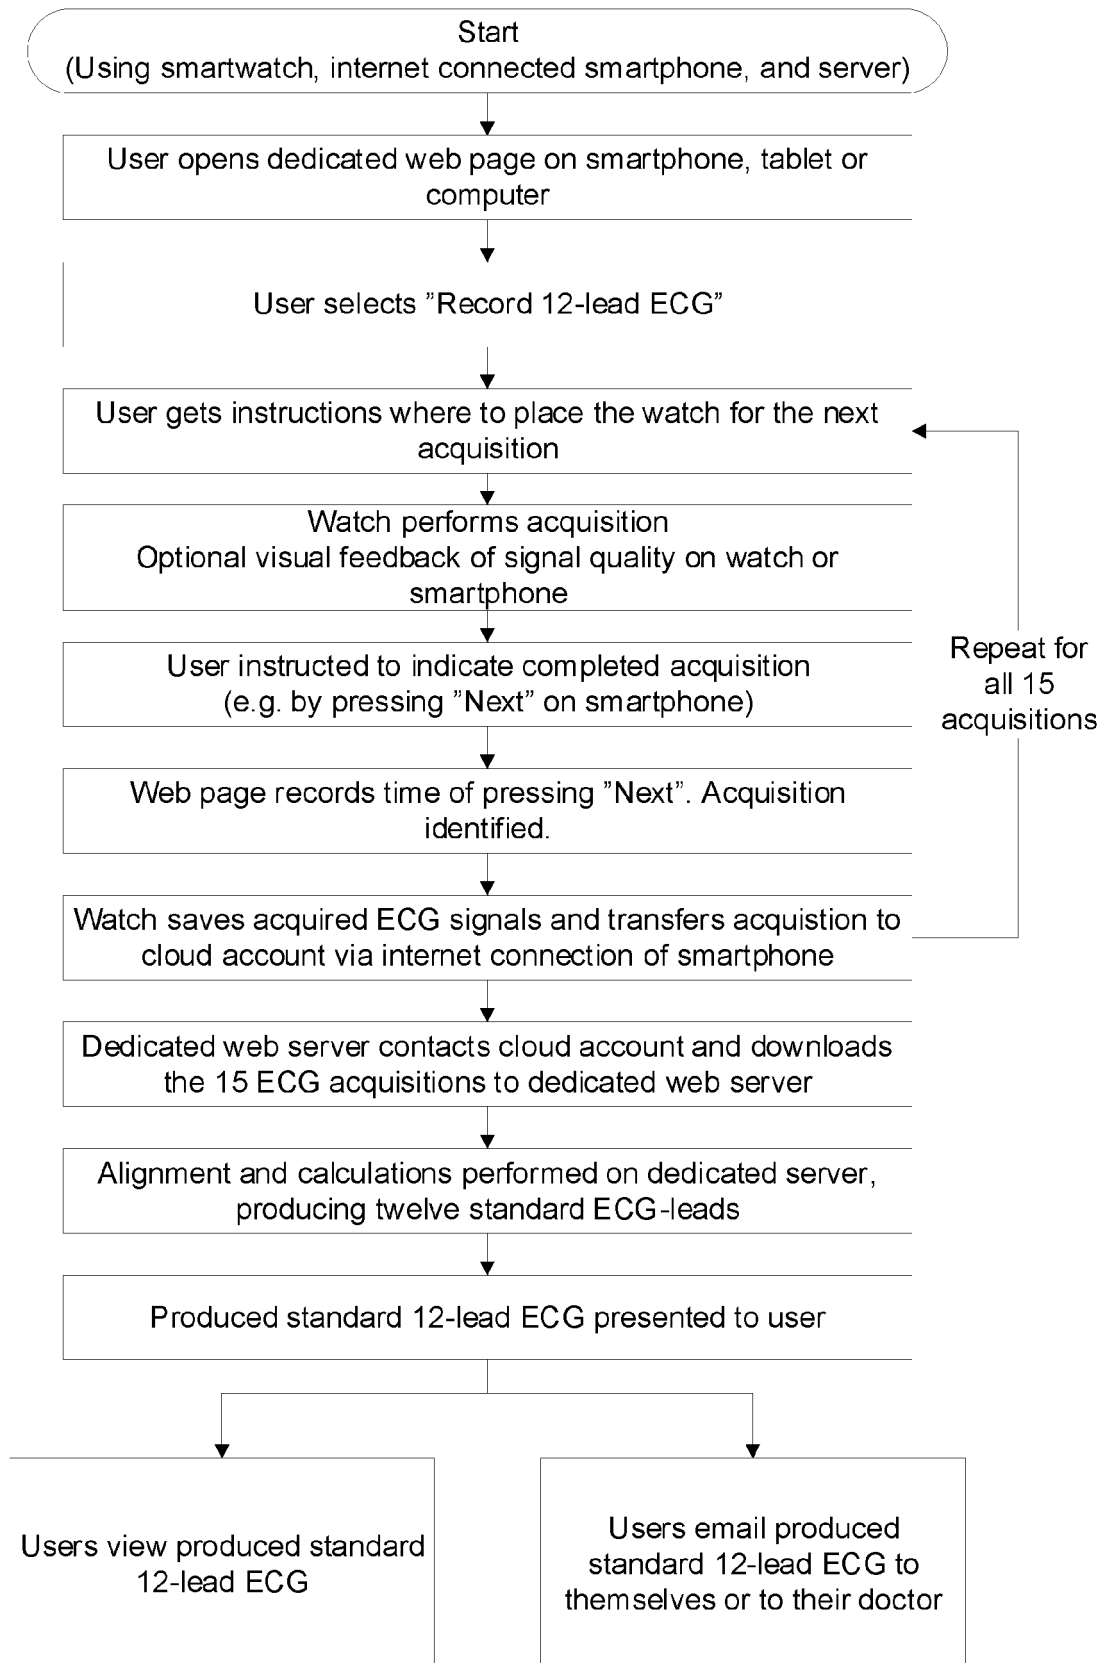 Start
(Using smartwatch, internet connected smartphone, and server)
User opens dedicated web page on smartphone, tablet or
computer
User selects ”Record 12-lead ECG”
User gets instructions where to place the watch for the next
acquisition
Watch performs acquisition
Optional visual feedback of signal quality on watch or
smartphone
User instructed to indicate completed acquisition
(e.g. by pressing ”Next” on smartphone)
Repeat for
all 15
acquisitions
Web page records time of pressing ”Next”. Acquisition
identified.
Watch saves acquired ECG signals and transfers acquistion to
cloud account via internet connection of smartphone
Dedicated web server contacts cloud account and downloads
the 15 ECG acquisitions to dedicated web server
Alignment and calculations performed on dedicated server,
producing twelve standard ECG-leads
Produced standard 12-lead ECG presented to user
Users view produced standard
12-lead ECG
Users email produced
standard 12-lead ECG to
themselves or to their doctor